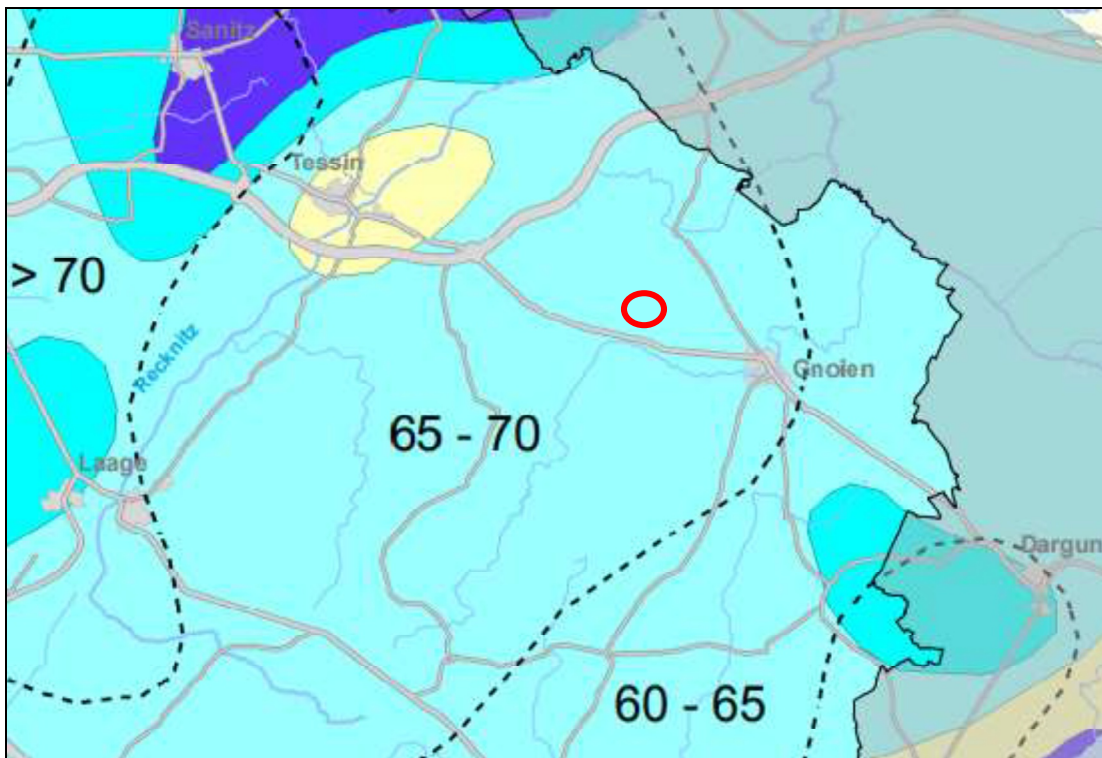 Sanitz
Tessin
> 70
Recknitz
Gnoien
65 - 70
Laage
Dargun
60 - 65